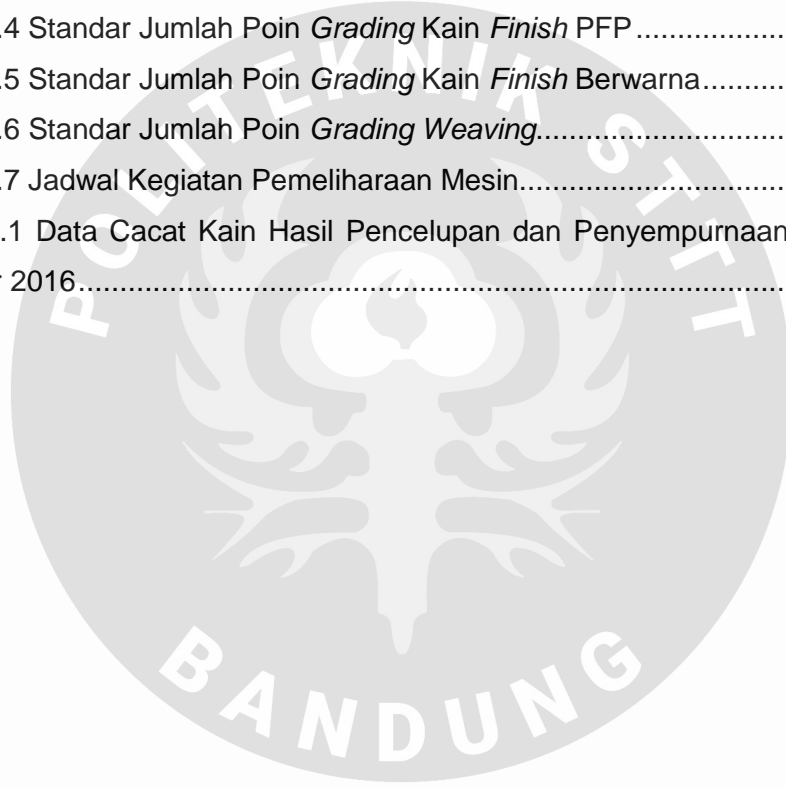 .4 Standar Jumlah Poin Grading Kain Finish PFP....................
.5 Standar Jumlah Poin Grading Kain Finish Berwarna............
.6 Standar Jumlah Poin Grading Weaving.................................
.7 Jadwal Kegiatan Pemeliharaan Mesin....................................
.1 Data Cacat Kain Hasil Pencelupan dan Penyempurnaan
2016..........................................................................................
POLITEKNIK STTT
BANDUNG